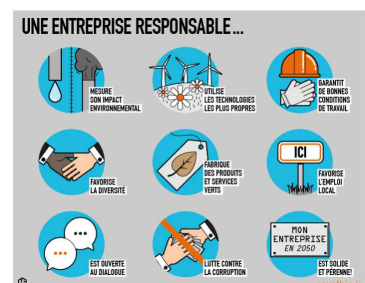 UNE ENTREPRISE RESPONSABLE...
MESURE
SON IMPACT
ENVIRONNEMENTAL
UTILISE
LES TECHNOLOGIES
LES PLUS PROPRES
GARANTIT
DE BONNES
CONDITIONS
DE TRAVAIL
FAVORISE
LA DIVERSITÉ
FABRIQUE
DES PRODUITS
ET SERVICES
VERTS
ICI
FAVORISE
L'EMPLOI
LOCAL
EST OUVERTE
AU DIALOGUE
LUTTE CONTRE
LA CORRUPTION
MON
ENTREPRISE
EN 2050
EST SOLIDE
ET PÉRENNE!